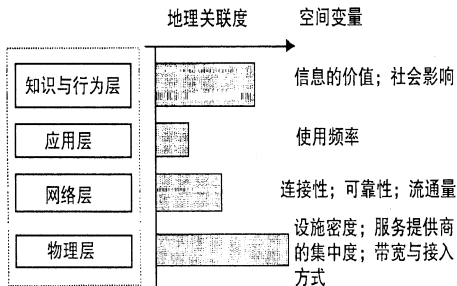 地理关联度 空间变量
知识与行为层 信息的价值；社会影响
应用层 使用频率
网络层 连接性；可靠性；流通量
物理层 设施密度；服务提供商
的集中度；带宽与接入
方式